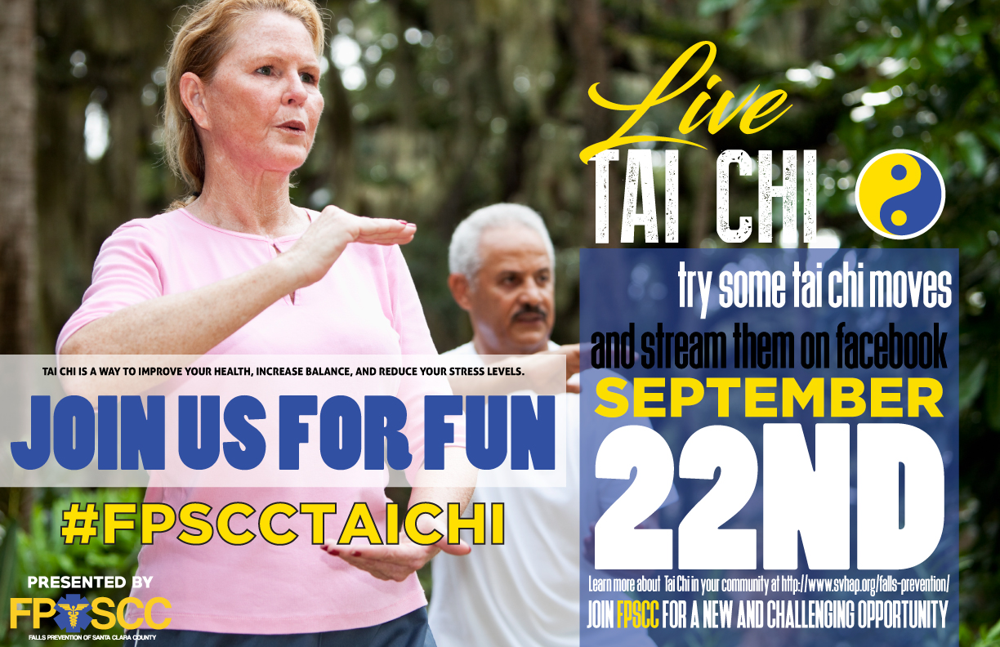 Live
TAI CHI
try some tai chi moves
and stream them on facebook
SEPTEMBER
22ND
Learn more about Tai Chi in your community at http://www.svhap.org/falls-prevention/
JOIN FPSCC FOR A NEW AND CHALLENGING OPPORTUNITY
TAI CHI IS A WAY TO IMPROVE YOUR HEALTH, INCREASE BALANCE, AND REDUCE YOUR STRESS LEVELS.
JOIN US FOR FUN
#FPSCCTAICHI
PRESENTED BY
FPSCC
FALLS PREVENTION OF SANTA CLARA COUNTY